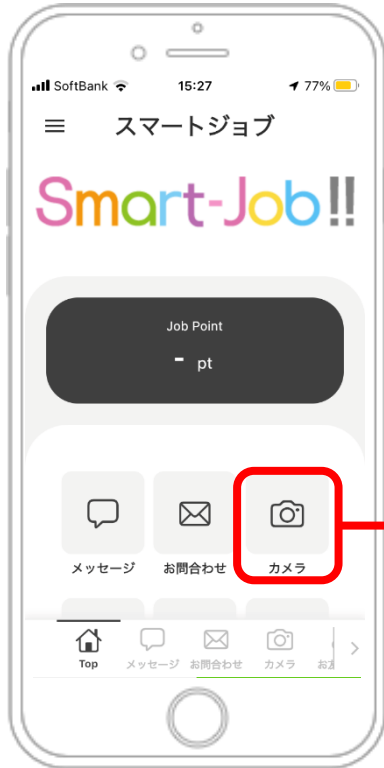 SoftBank 15:27 77%
スマートジョブ
Smart-Job!!
Job Point
- pt
メッセージ お問合わせ カメラ
Top メッセージ お問合わせ カメラ お